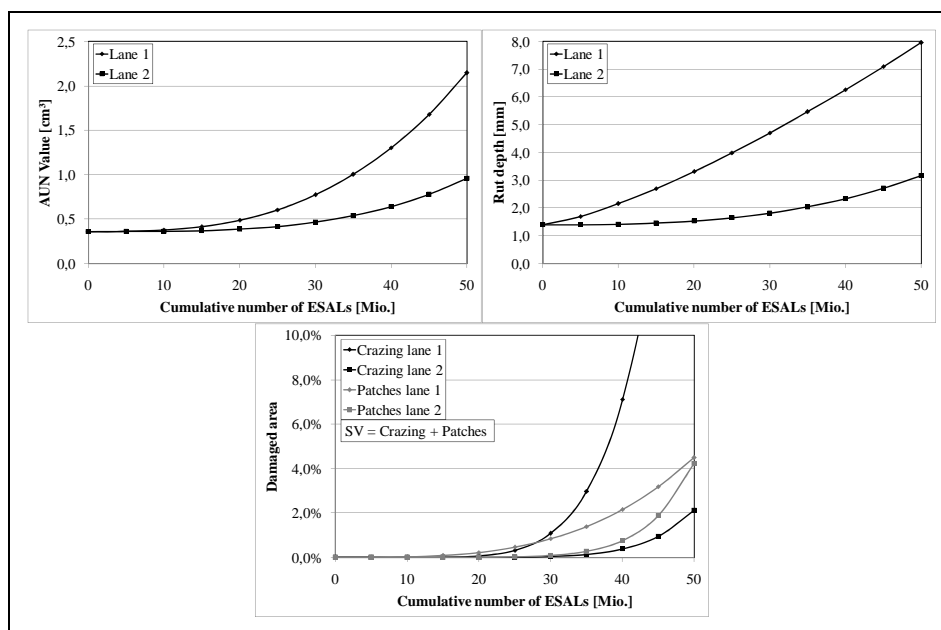 2,5
2,0
1,5
1,0
0,5
0,0
AUN Value [cm³]
Lane 1
Lane 2
0 10 20 30 40 50
Cumulative number of ESALs [Mio.]
8,0
7,0
6,0
5,0
4,0
3,0
2,0
1,0
0,0
Rut depth [mm]
Lane 1
Lane 2
0 10 20 30 40 50
Cumulative number of ESALs [Mio.]
10,0%
8,0%
6,0%
4,0%
2,0%
0,0%
Damaged area
Crazing lane 1
Crazing lane 2
Patches lane 1
Patches lane 2
SV = Crazing + Patches
0 10 20 30 40 50
Cumulative number of ESALs [Mio.]